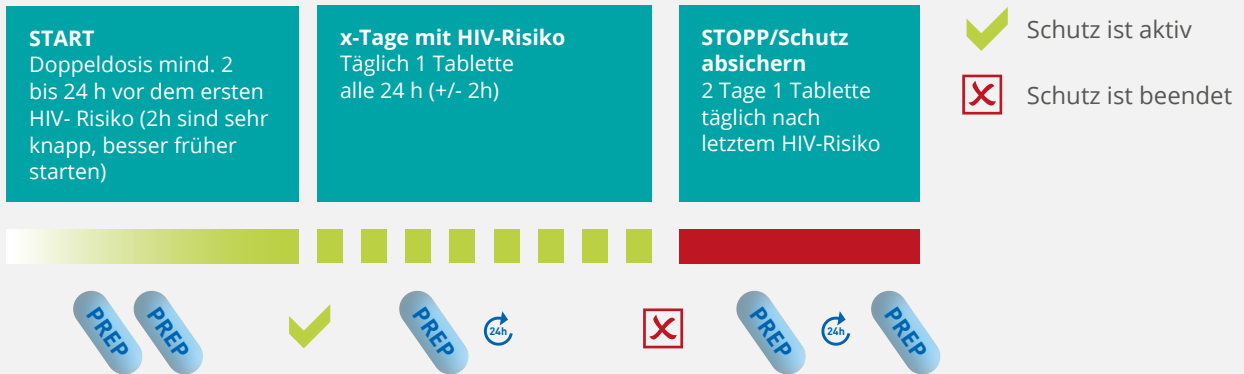 START
Doppeldosis mind. 2
bis 24 h vor dem ersten
HIV- Risiko (2h sind sehr
knapp, besser früher
starten)
x-Tage mit HIV-Risiko
Täglich 1 Tablette
alle 24 h (+/- 2h)
STOPP/Schutz
absichern
2 Tage 1 Tablette
täglich nach
letztem HIV-Risiko
Schutz ist aktiv
Schutz ist beendet
PREP
PREP
PREP
24h
PREP
24h
PREP